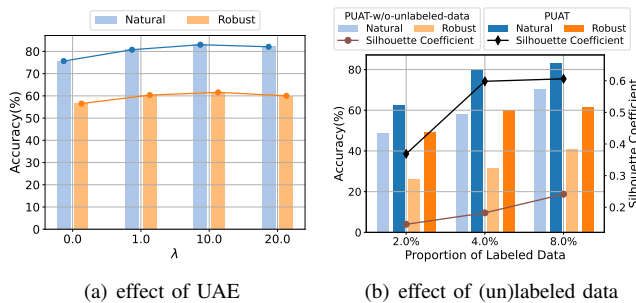 Natural Robust
Accuracy(%)
80
70
60
50
40
30
20
10
0
0.0 1.0 10.0 20.0
λ
(a) effect of UAE
PUAT-w/o-unlabeled-data PUAT
Natural Robust Natural Robust
Silhouette Coefficient Silhouette Coefficient
Accuracy(%)
80
60
40
20
0
0.6
0.5
0.4
0.3
0.2
Silhouette Coefficient
2.0% 4.0% 8.0%
Proportion of Labeled Data
(b) effect of (un)labeled data